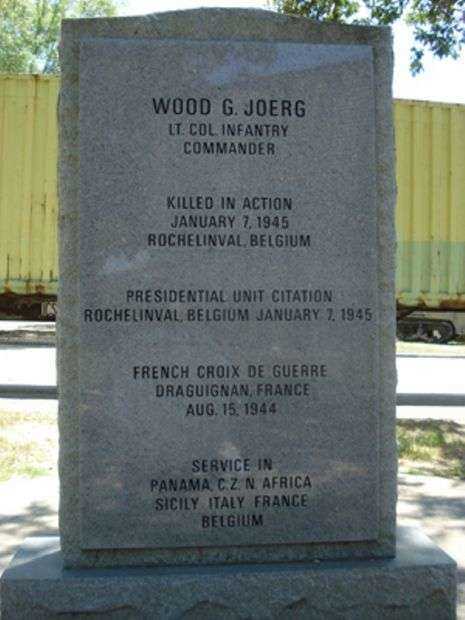 WOOD G. JOERG
LT. COL. INFANTRY
COMMANDER
KILLED IN ACTION
JANUARY 7, 1945
ROCHELINVAL, BELGIUM
PRESIDENTIAL UNIT CITATION
ROCHELINVAL, BELGIUM JANUARY 7, 1945
FRENCH CROIX DE GUERRE
DRAGUIGNAN, FRANCE
AUG. 15, 1944
SERVICE IN
PANAMA, C.Z. N. AFRICA
SICILY ITALY FRANCE
BELGIUM